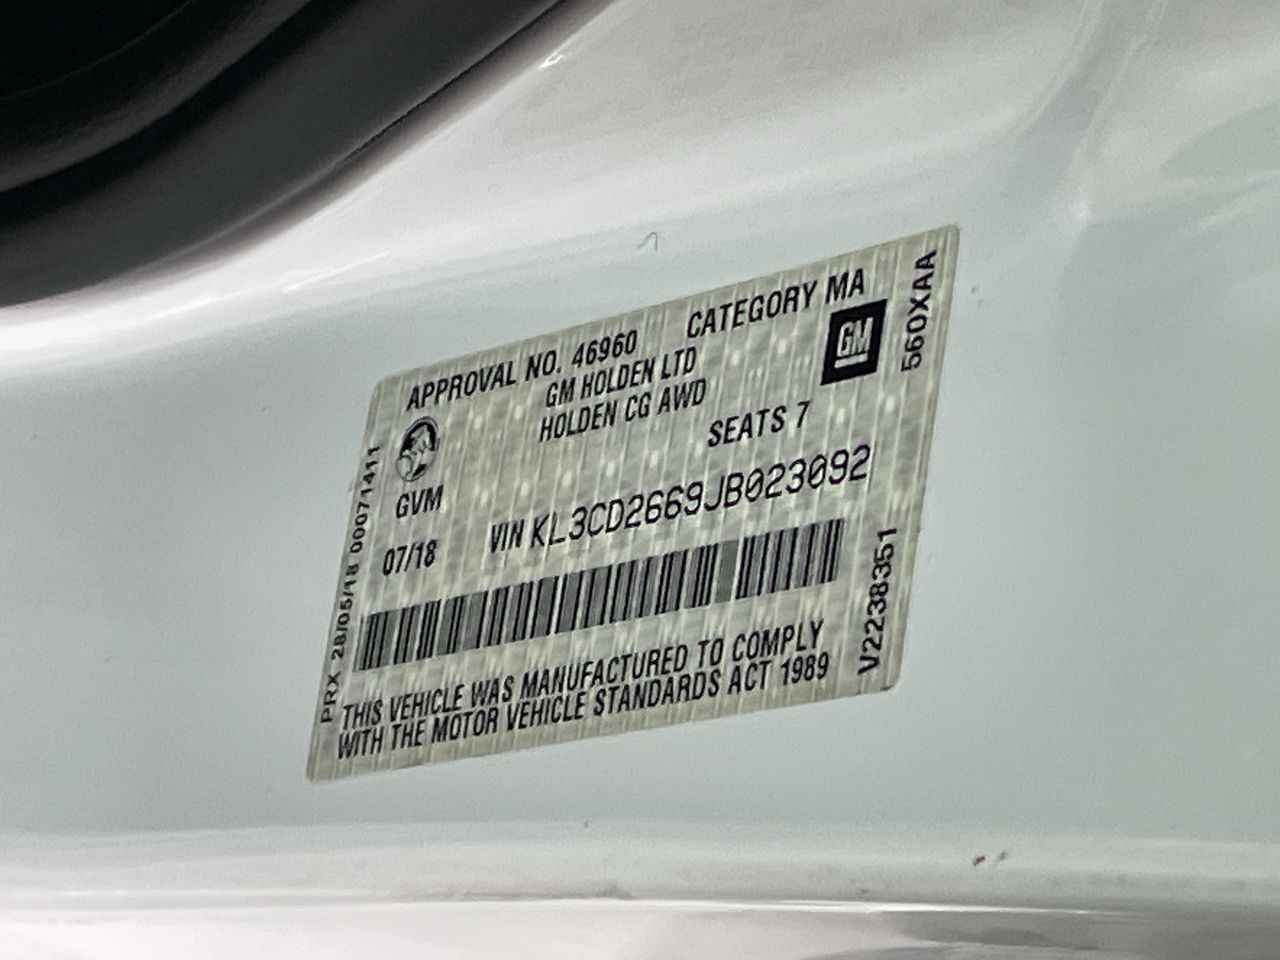 APPROVAL NO. 46960 CATEGORY MA
GM HOLDEN LTD
HOLDEN CG AWD
GM
SEATS 7
GVM
07/18
VIN KL3CD2669JB023092
THIS VEHICLE WAS MANUFACTURED TO COMPLY
WITH THE MOTOR VEHICLE STANDARDS ACT 1989
PRX 28/05/18 00071411
560XAA
V2238351